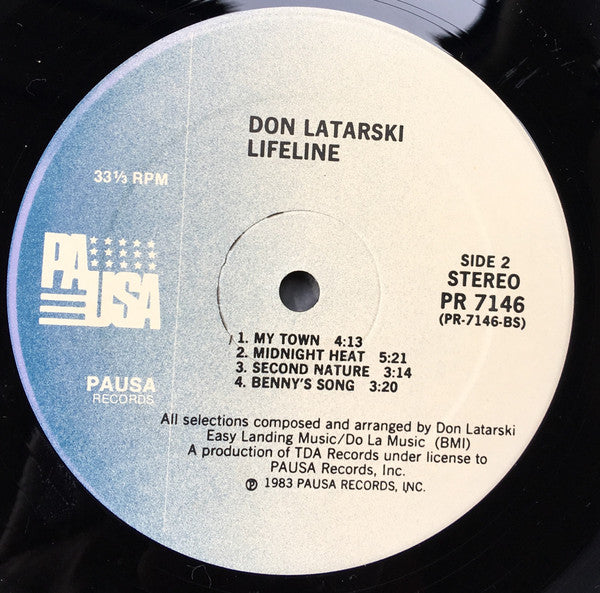 DON LATARSKI
LIFELINE
33⅓ RPM
PAUSA
PAUSA
RECORDS
SIDE 2
STEREO
PR 7146
(PR-7146-BS)
1. MY TOWN 4:13
2. MIDNIGHT HEAT 5:21
3. SECOND NATURE 3:14
4. BENNY'S SONG 3:20
All selections composed and arranged by Don Latarski
Easy Landing Music/Do La Music (BMI)
A production of TDA Records under license to
PAUSA Records, Inc.
℗ 1983 PAUSA RECORDS, INC.